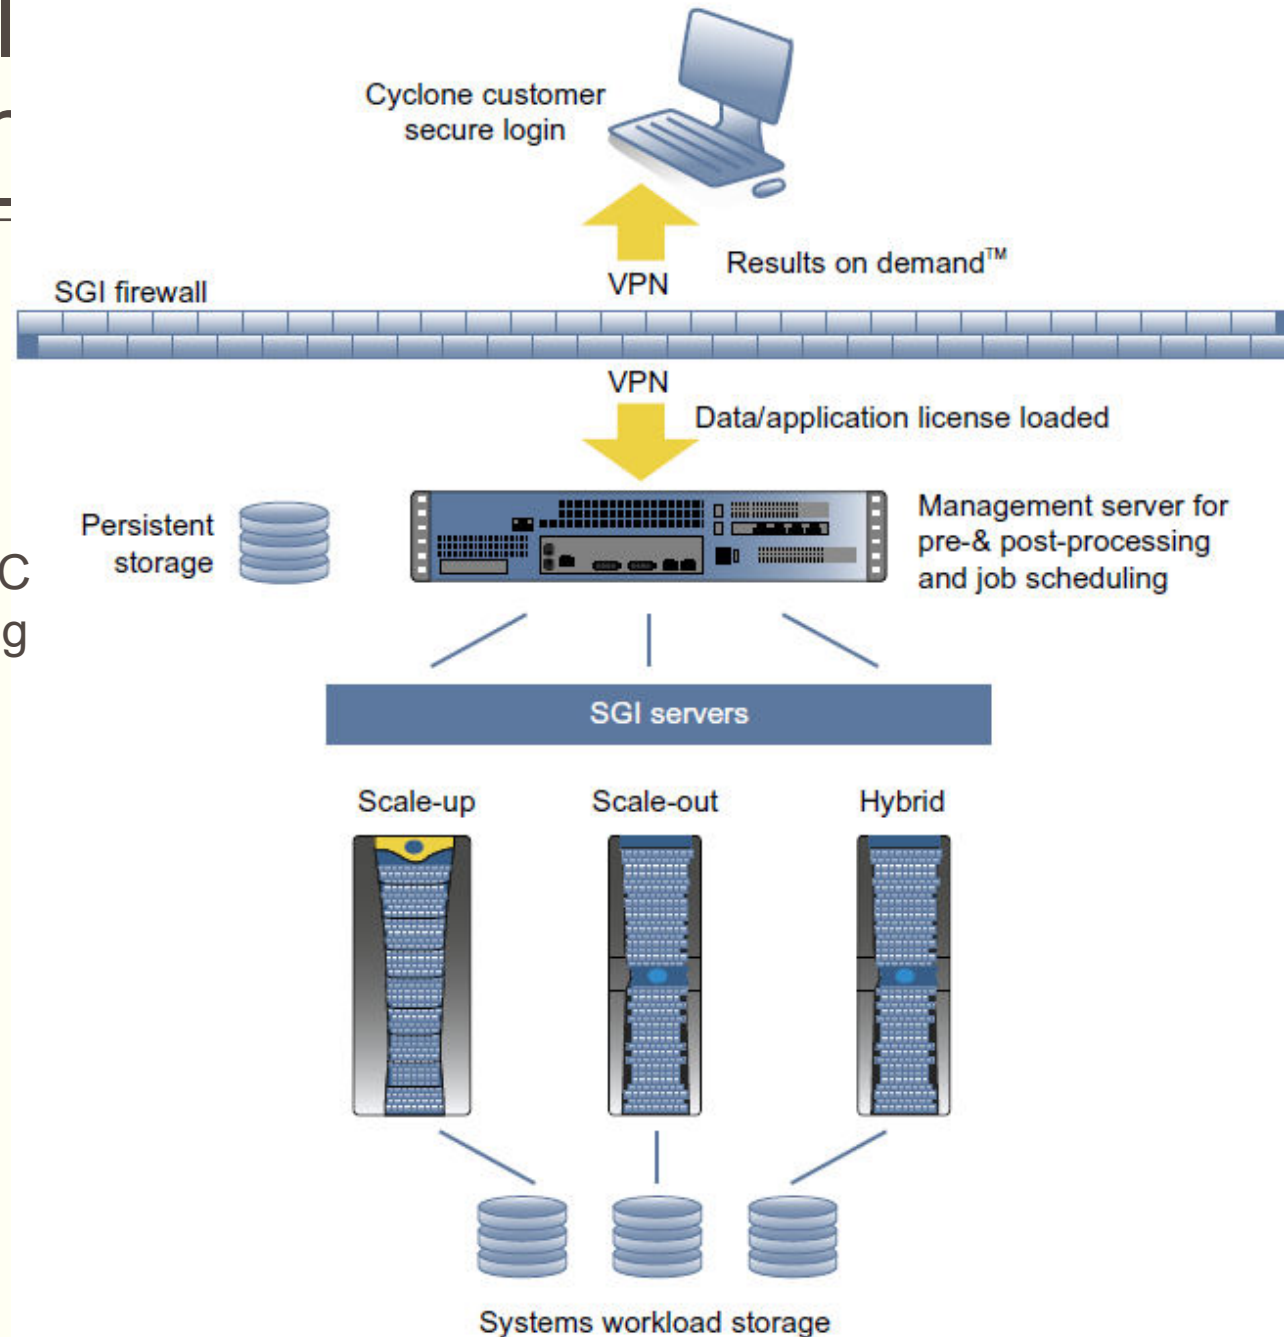 Cyclone customer
secure login
Results on demand™
VPN
SGI firewall
VPN
Data/application license loaded
Persistent
storage
Management server for
pre-& post-processing
and job scheduling
C
g
SGI servers
Scale-up
Scale-out
Hybrid
Systems workload storage